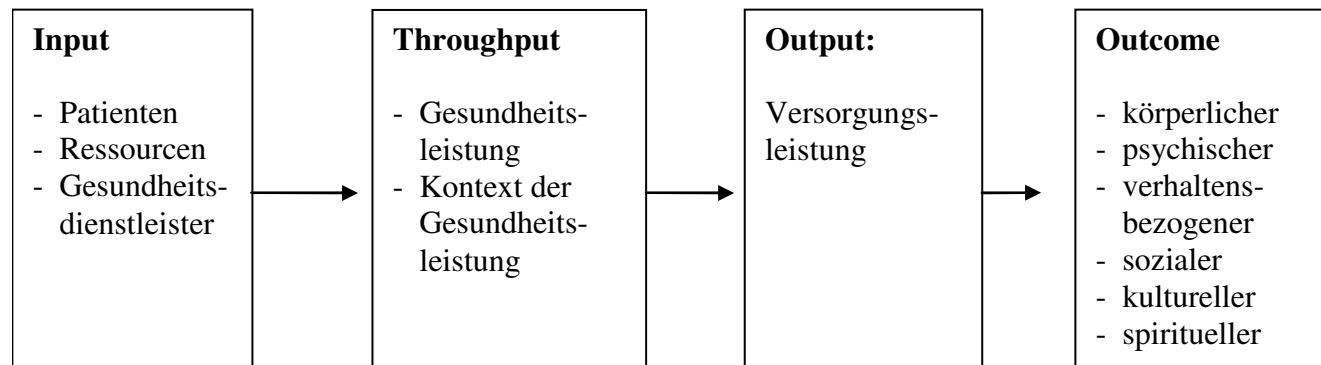 Input
- Patienten
- Ressourcen
- Gesundheits-
dienstleister
Throughput
- Gesundheits-
leistung
- Kontext der
Gesundheits-
leistung
Output:
Versorgungs-
leistung
Outcome
- körperlicher
- psychischer
- verhaltens-
bezogener
- sozialer
- kultureller
- spiritueller